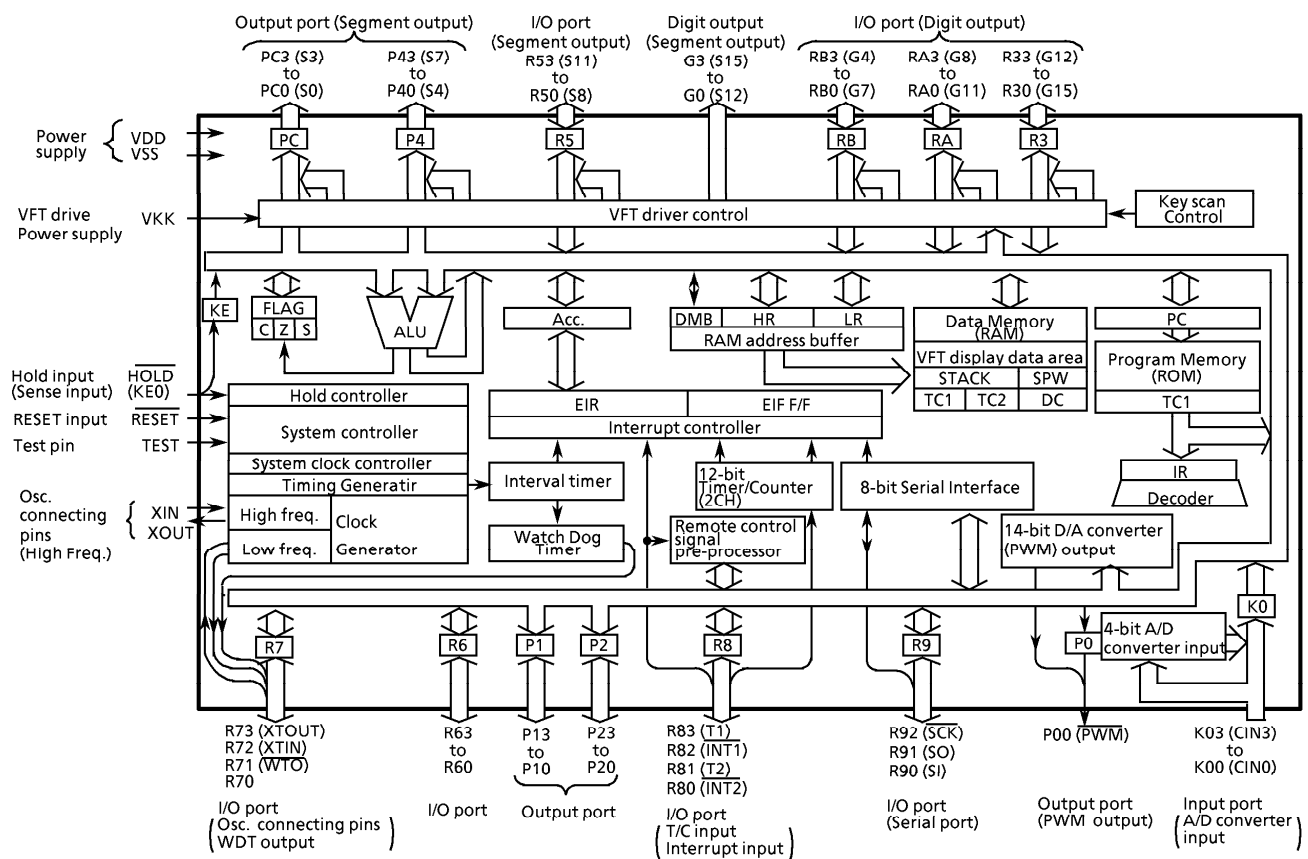 Output port (Segment output)
I/O port
(Segment output)
Digit output
(Segment output)
I/O port (Digit output)
PC3 (S3)
to
PC0 (S0)
P43 (S7)
to
P40 (S4)
R53 (S11)
to
R50 (S8)
G3 (S15)
to
G0 (S12)
RB3 (G4)
to
RB0 (G7)
RA3 (G8)
to
RA0 (G11)
R33 (G12)
to
R30 (G15)
Power
supply
VDD
VSS
PC
P4
R5
RB
RA
R3
VFT drive
Power supply
VKK
VFT driver control
Key scan
Control
KE
FLAG
C Z S
ALU
Acc.
DMB HR LR
RAM address buffer
Data Memory
(RAM)
VFT display data area
STACK SPW
TC1 TC2 DC
PC
Program Memory
(ROM)
TC1
IR
Decoder
Hold input
(Sense input)
HOLD
(KE0)
RESET input
RESET
Test pin
TEST
Hold controller
System controller
System clock controller
Timing Generatir
High freq.
Low freq.
Clock
Generator
EIR EIF F/F
Interrupt controller
Interval timer
Watch Dog
Timer
12-bit
Timer/Counter
(2CH)
8-bit Serial Interface
Remote control
signal
pre-processor
14-bit D/A converter
(PWM) output
Osc.
connecting
pins
(High Freq.)
XIN
XOUT
K0
R7
R6
P1
P2
R8
R9
P0
4-bit A/D
converter input
R73 (XTOUT)
R72 (XTIN)
R71 (WTO)
R70
R63
to
R60
P13
to
P10
P23
to
P20
R83 (T1)
R82 (INT1)
R81 (T2)
R80 (INT2)
R92 (SCK)
R91 (SO)
R90 (SI)
P00 (PWM)
K03 (CIN3)
to
K00 (CIN0)
I/O port
(Osc. connecting pins
WDT output)
I/O port
Output port
I/O port
(T/C input
Interrupt input)
I/O port
(Serial port)
Output port
(PWM output)
Input port
(A/D converter
input)